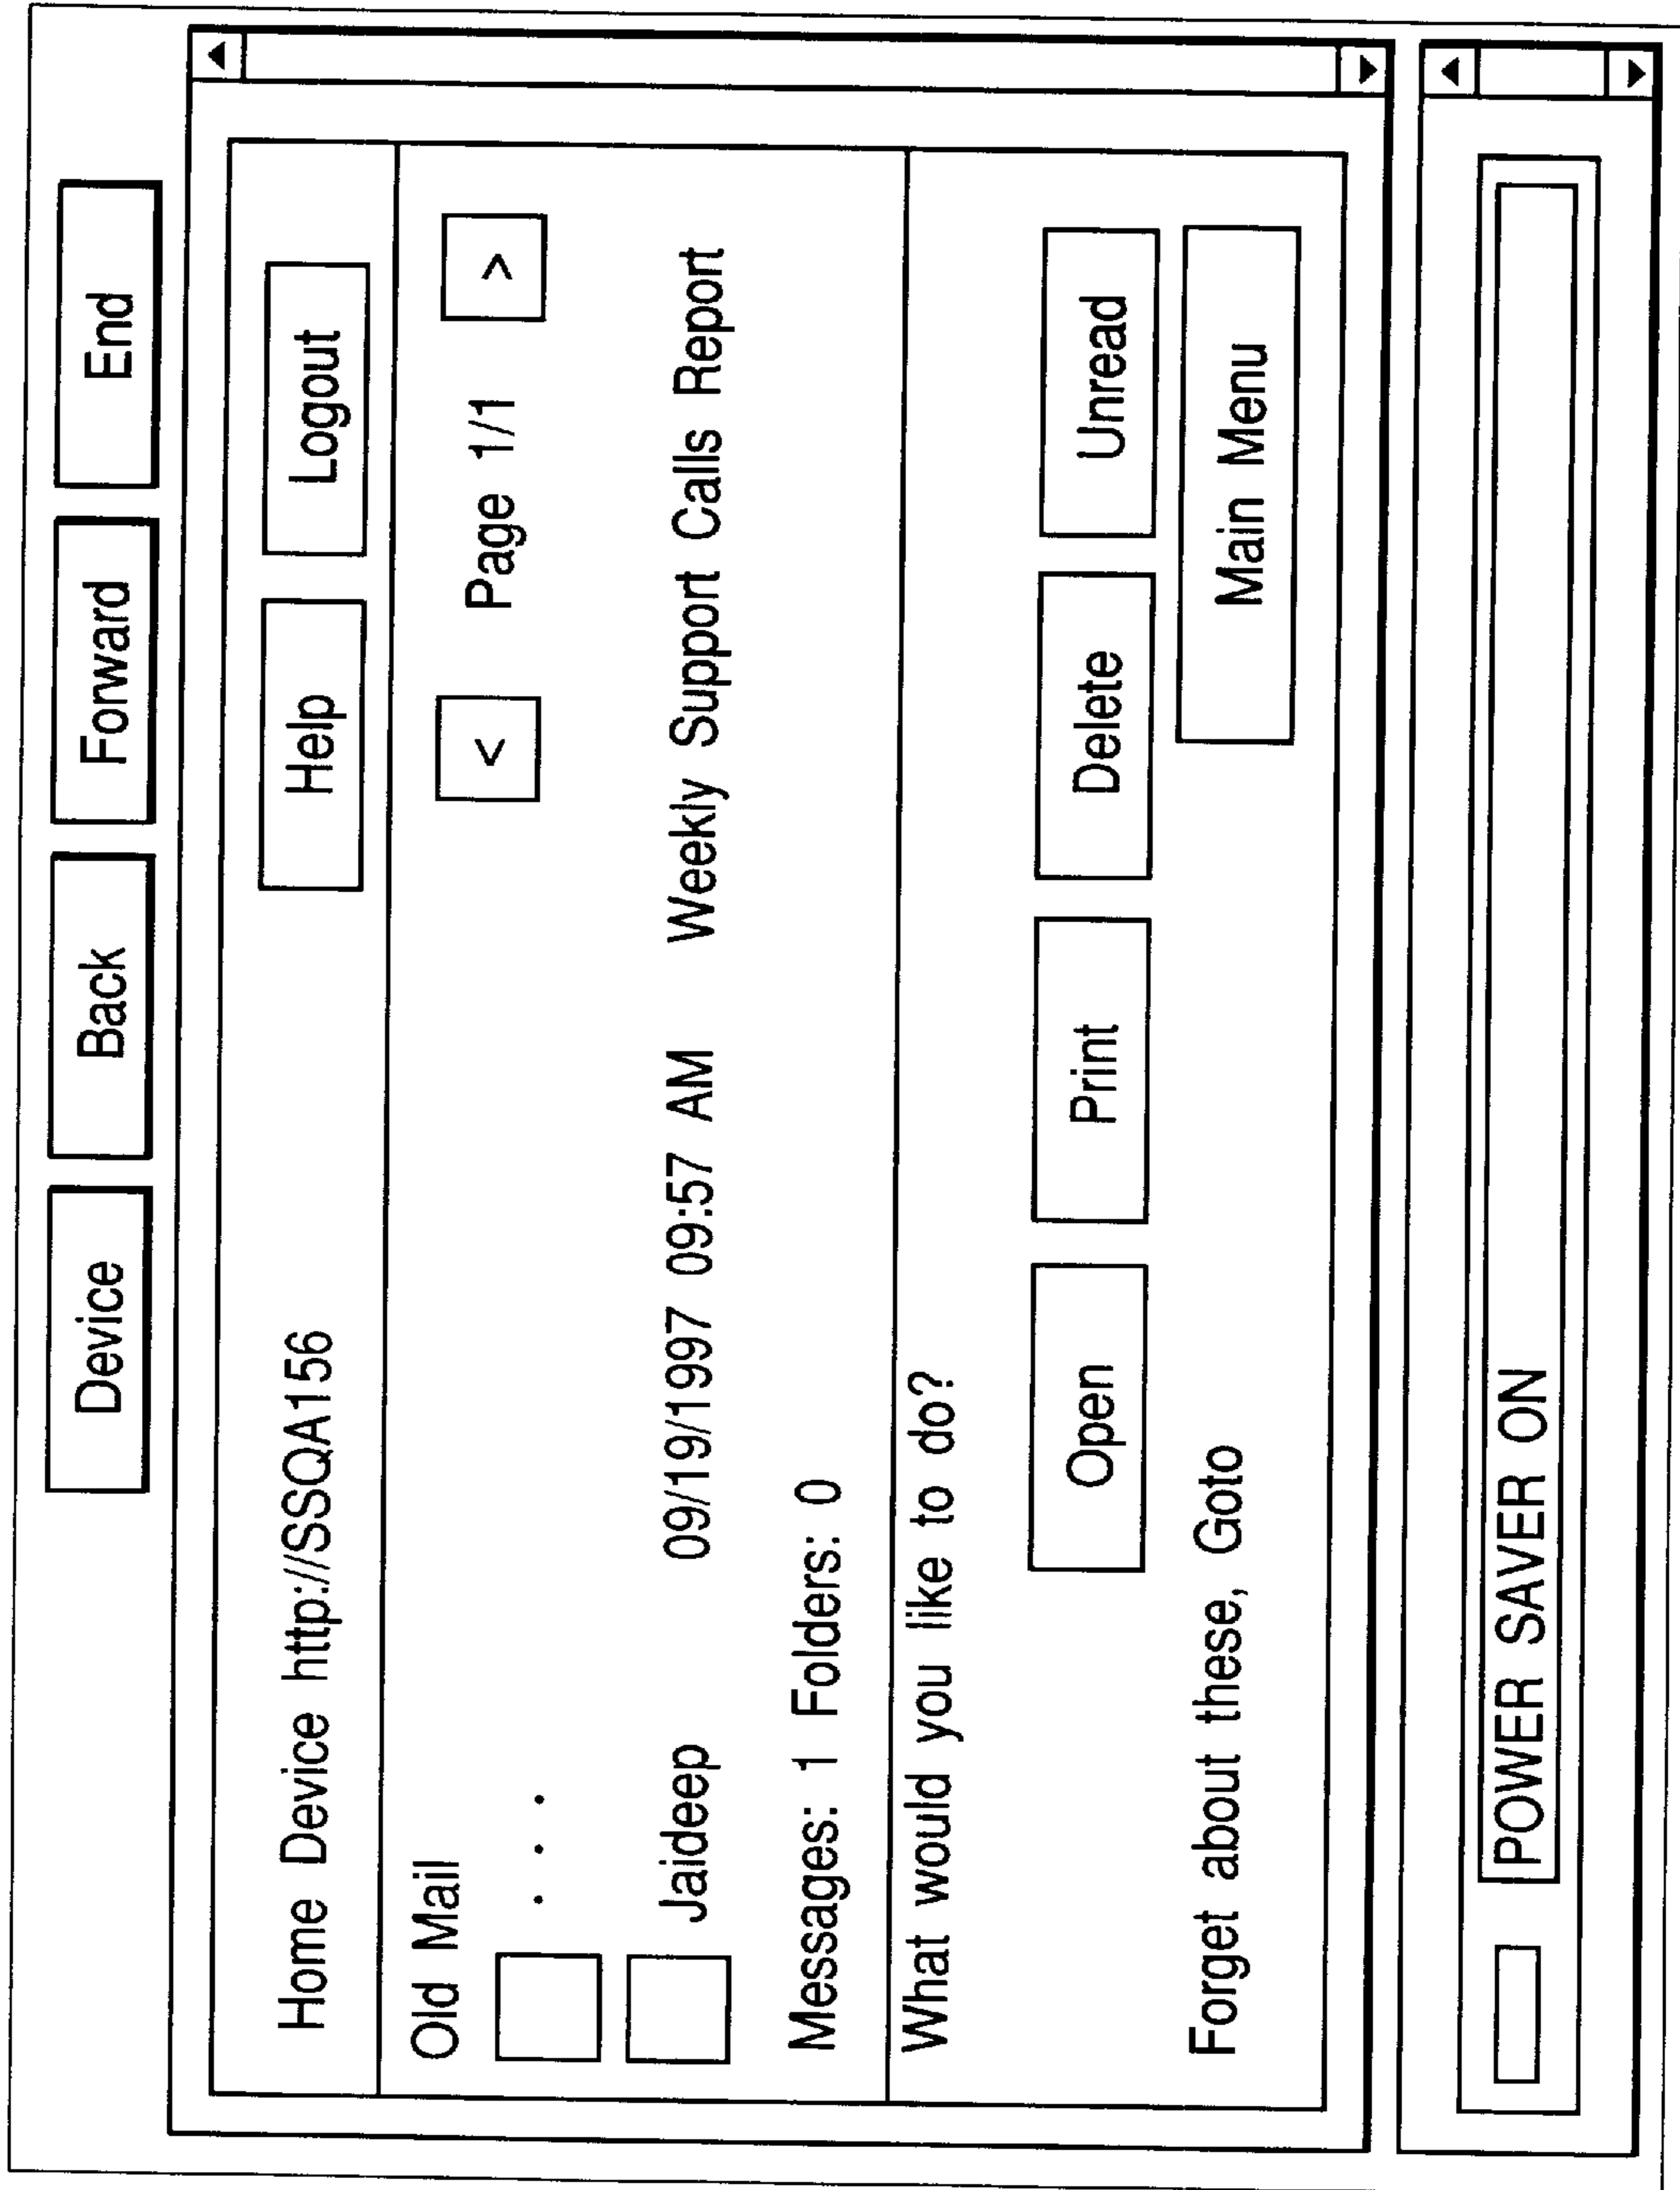 Device Back Forward End
Home Device http://SSQA156 Help Logout
Old Mail < Page 1/1 >
. . .
Jaideep 09/19/1997 09:57 AM Weekly Support Calls Report
Messages: 1 Folders: 0
What would you like to do?
Open Print Delete Unread
Forget about these, Goto Main Menu
POWER SAVER ON